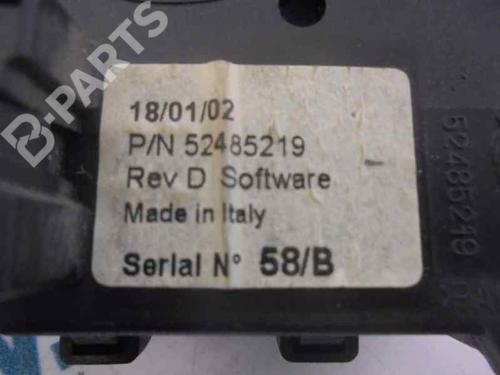 18/01/02
P/N 52485219
Rev D Software
Made in Italy
Serial N° 58/B
52485219
B-PARTS